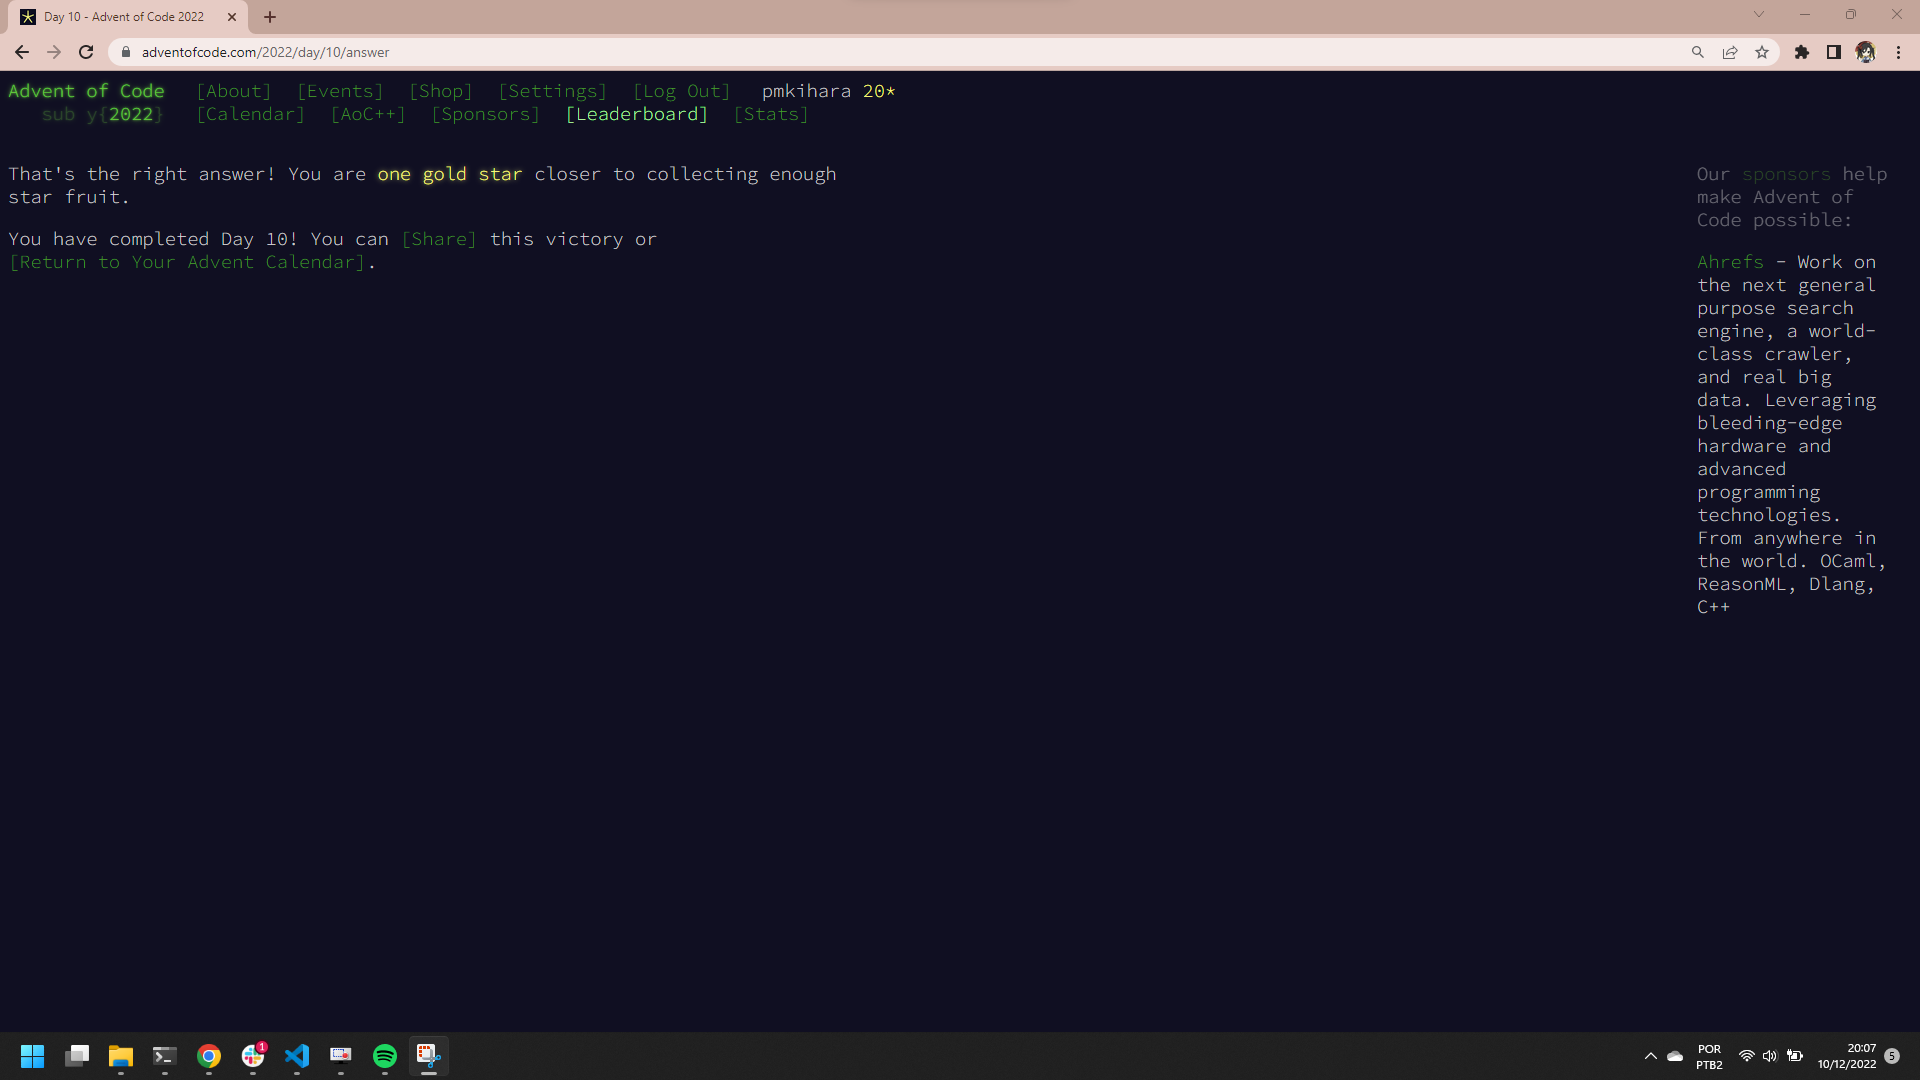 Day 10 - Advent of Code 2022
adventofcode.com/2022/day/10/answer
Advent of Code [About] [Events] [Shop] [Settings] [Log Out] pmkihara 20*
sub y{2022} [Calendar] [AoC++] [Sponsors] [Leaderboard] [Stats]
That's the right answer! You are one gold star closer to collecting enough
star fruit.
You have completed Day 10! You can [Share] this victory or
[Return to Your Advent Calendar].
Our sponsors help
make Advent of
Code possible:
Ahrefs - Work on
the next general
purpose search
engine, a world-
class crawler,
and real big
data. Leveraging
bleeding-edge
hardware and
advanced
programming
technologies.
From anywhere in
the world. OCaml,
ReasonML, Dlang,
C++
1
POR
PTB2
20:07
10/12/2022
5